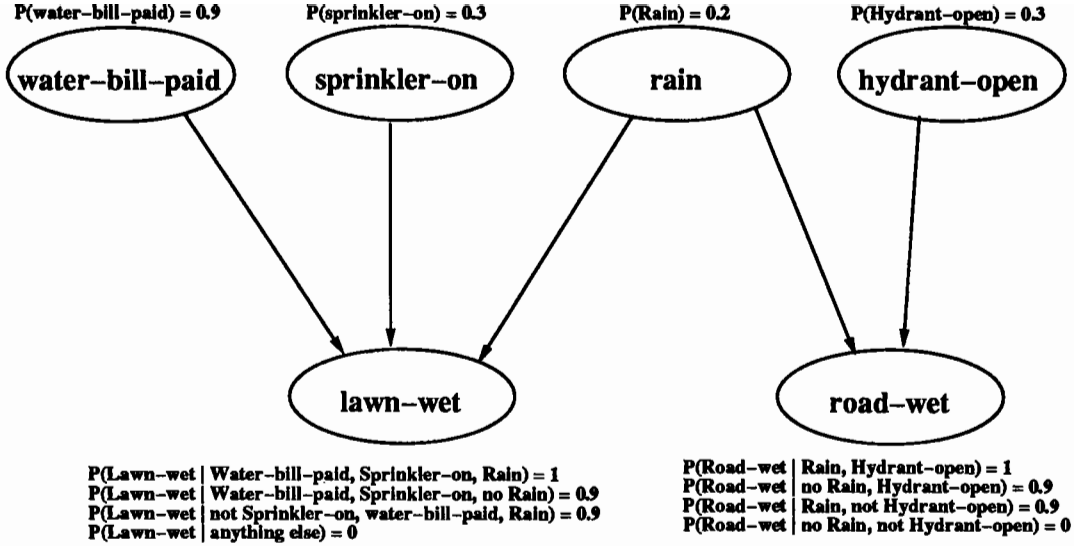 P(water–bill–paid) = 0.9
P(sprinkler–on) = 0.3
P(Rain) = 0.2
P(Hydrant–open) = 0.3
water–bill–paid
sprinkler–on
rain
hydrant–open
lawn–wet
road–wet
P(Lawn–wet | Water–bill–paid, Sprinkler–on, Rain) = 1
P(Lawn–wet | Water–bill–paid, Sprinkler–on, no Rain) = 0.9
P(Lawn–wet | not Sprinkler–on, water–bill–paid, Rain) = 0.9
P(Lawn–wet | anything else) = 0
P(Road–wet | Rain, Hydrant–open) = 1
P(Road–wet | no Rain, Hydrant–open) = 0.9
P(Road–wet | Rain, not Hydrant–open) = 0.9
P(Road–wet | no Rain, not Hydrant–open) = 0